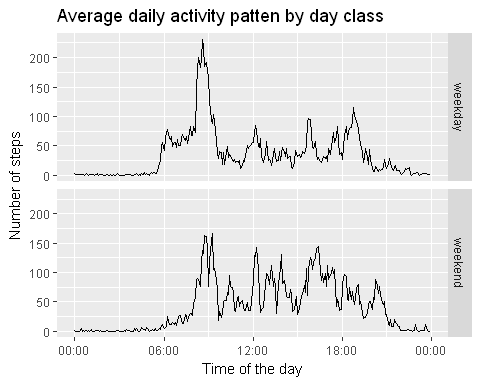 Average daily activity patten by day class
Number of steps
200
150
100
50
0
weekday
200
150
100
50
0
weekend
00:00 06:00 12:00 18:00 00:00
Time of the day